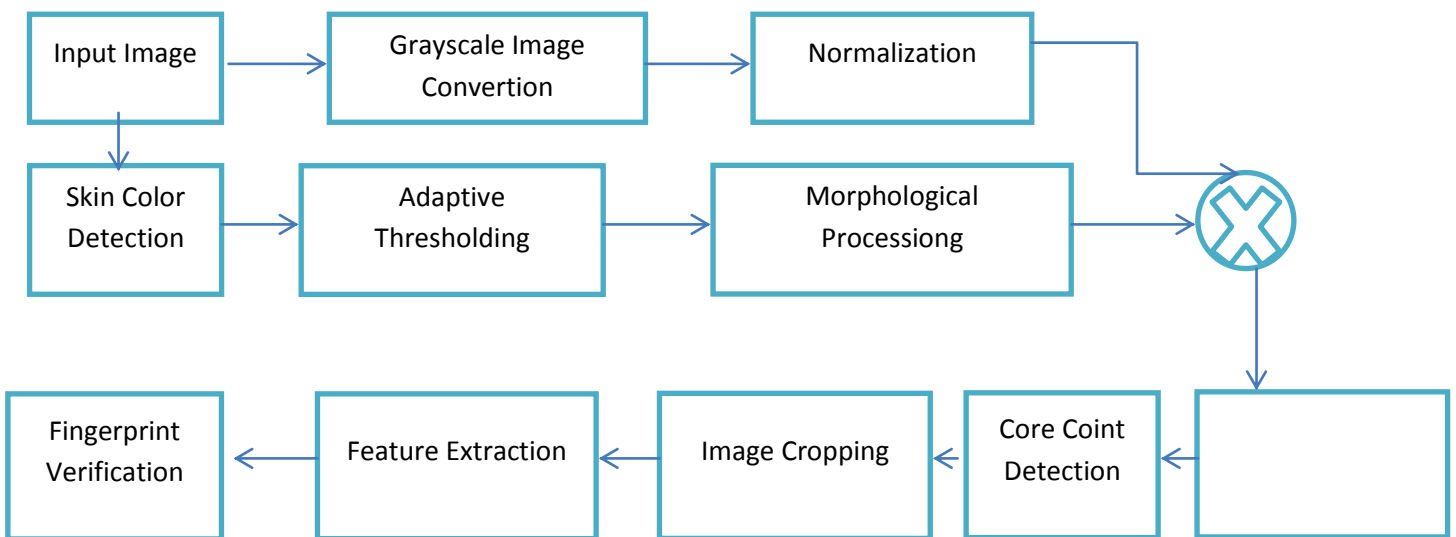 Input Image
Grayscale Image
Convertion
Normalization
Skin Color
Detection
Adaptive
Thresholding
Morphological
Processiong
Fingerprint
Verification
Feature Extraction
Image Cropping
Core Coint
Detection